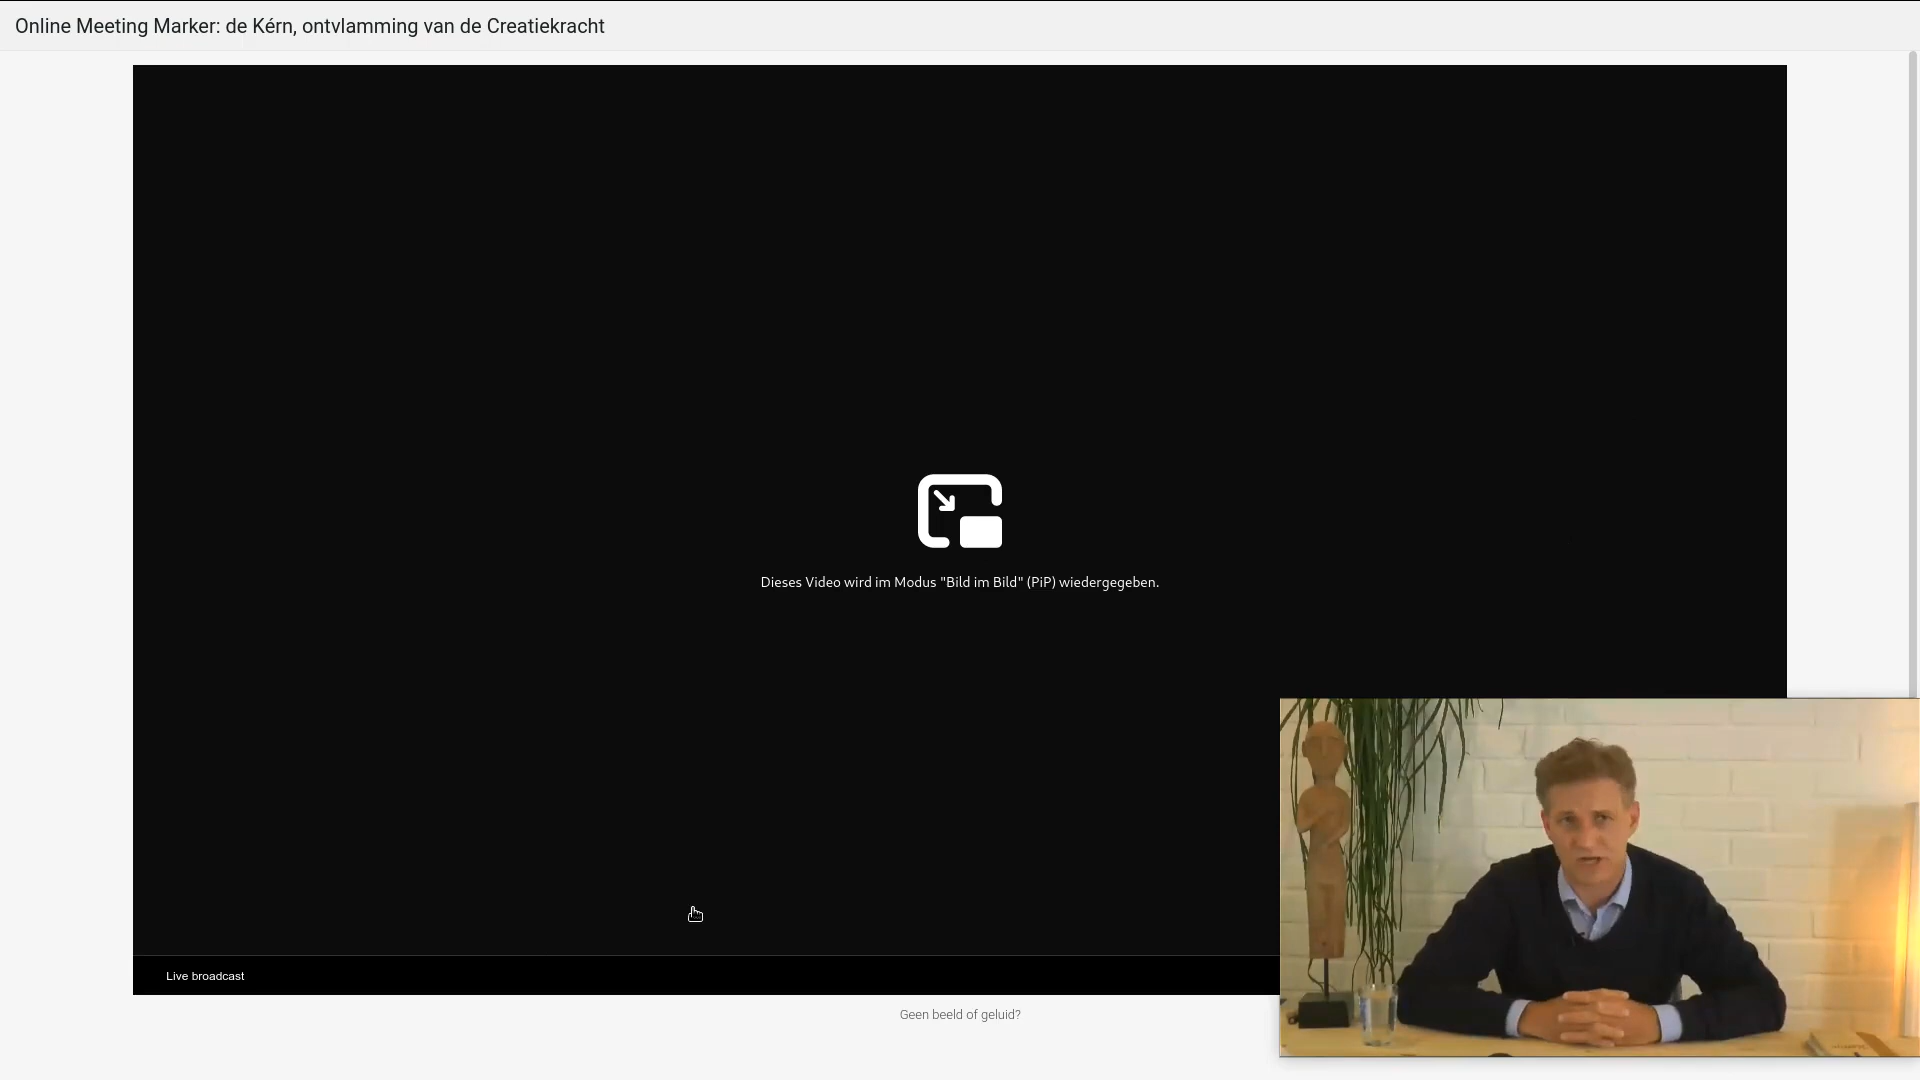 Online Meeting Marker: de Kérn, ontvlamming van de Creatiekracht
Dieses Video wird im Modus "Bild im Bild" (PiP) wiedergegeben.
Live broadcast
Geen beeld of geluid?